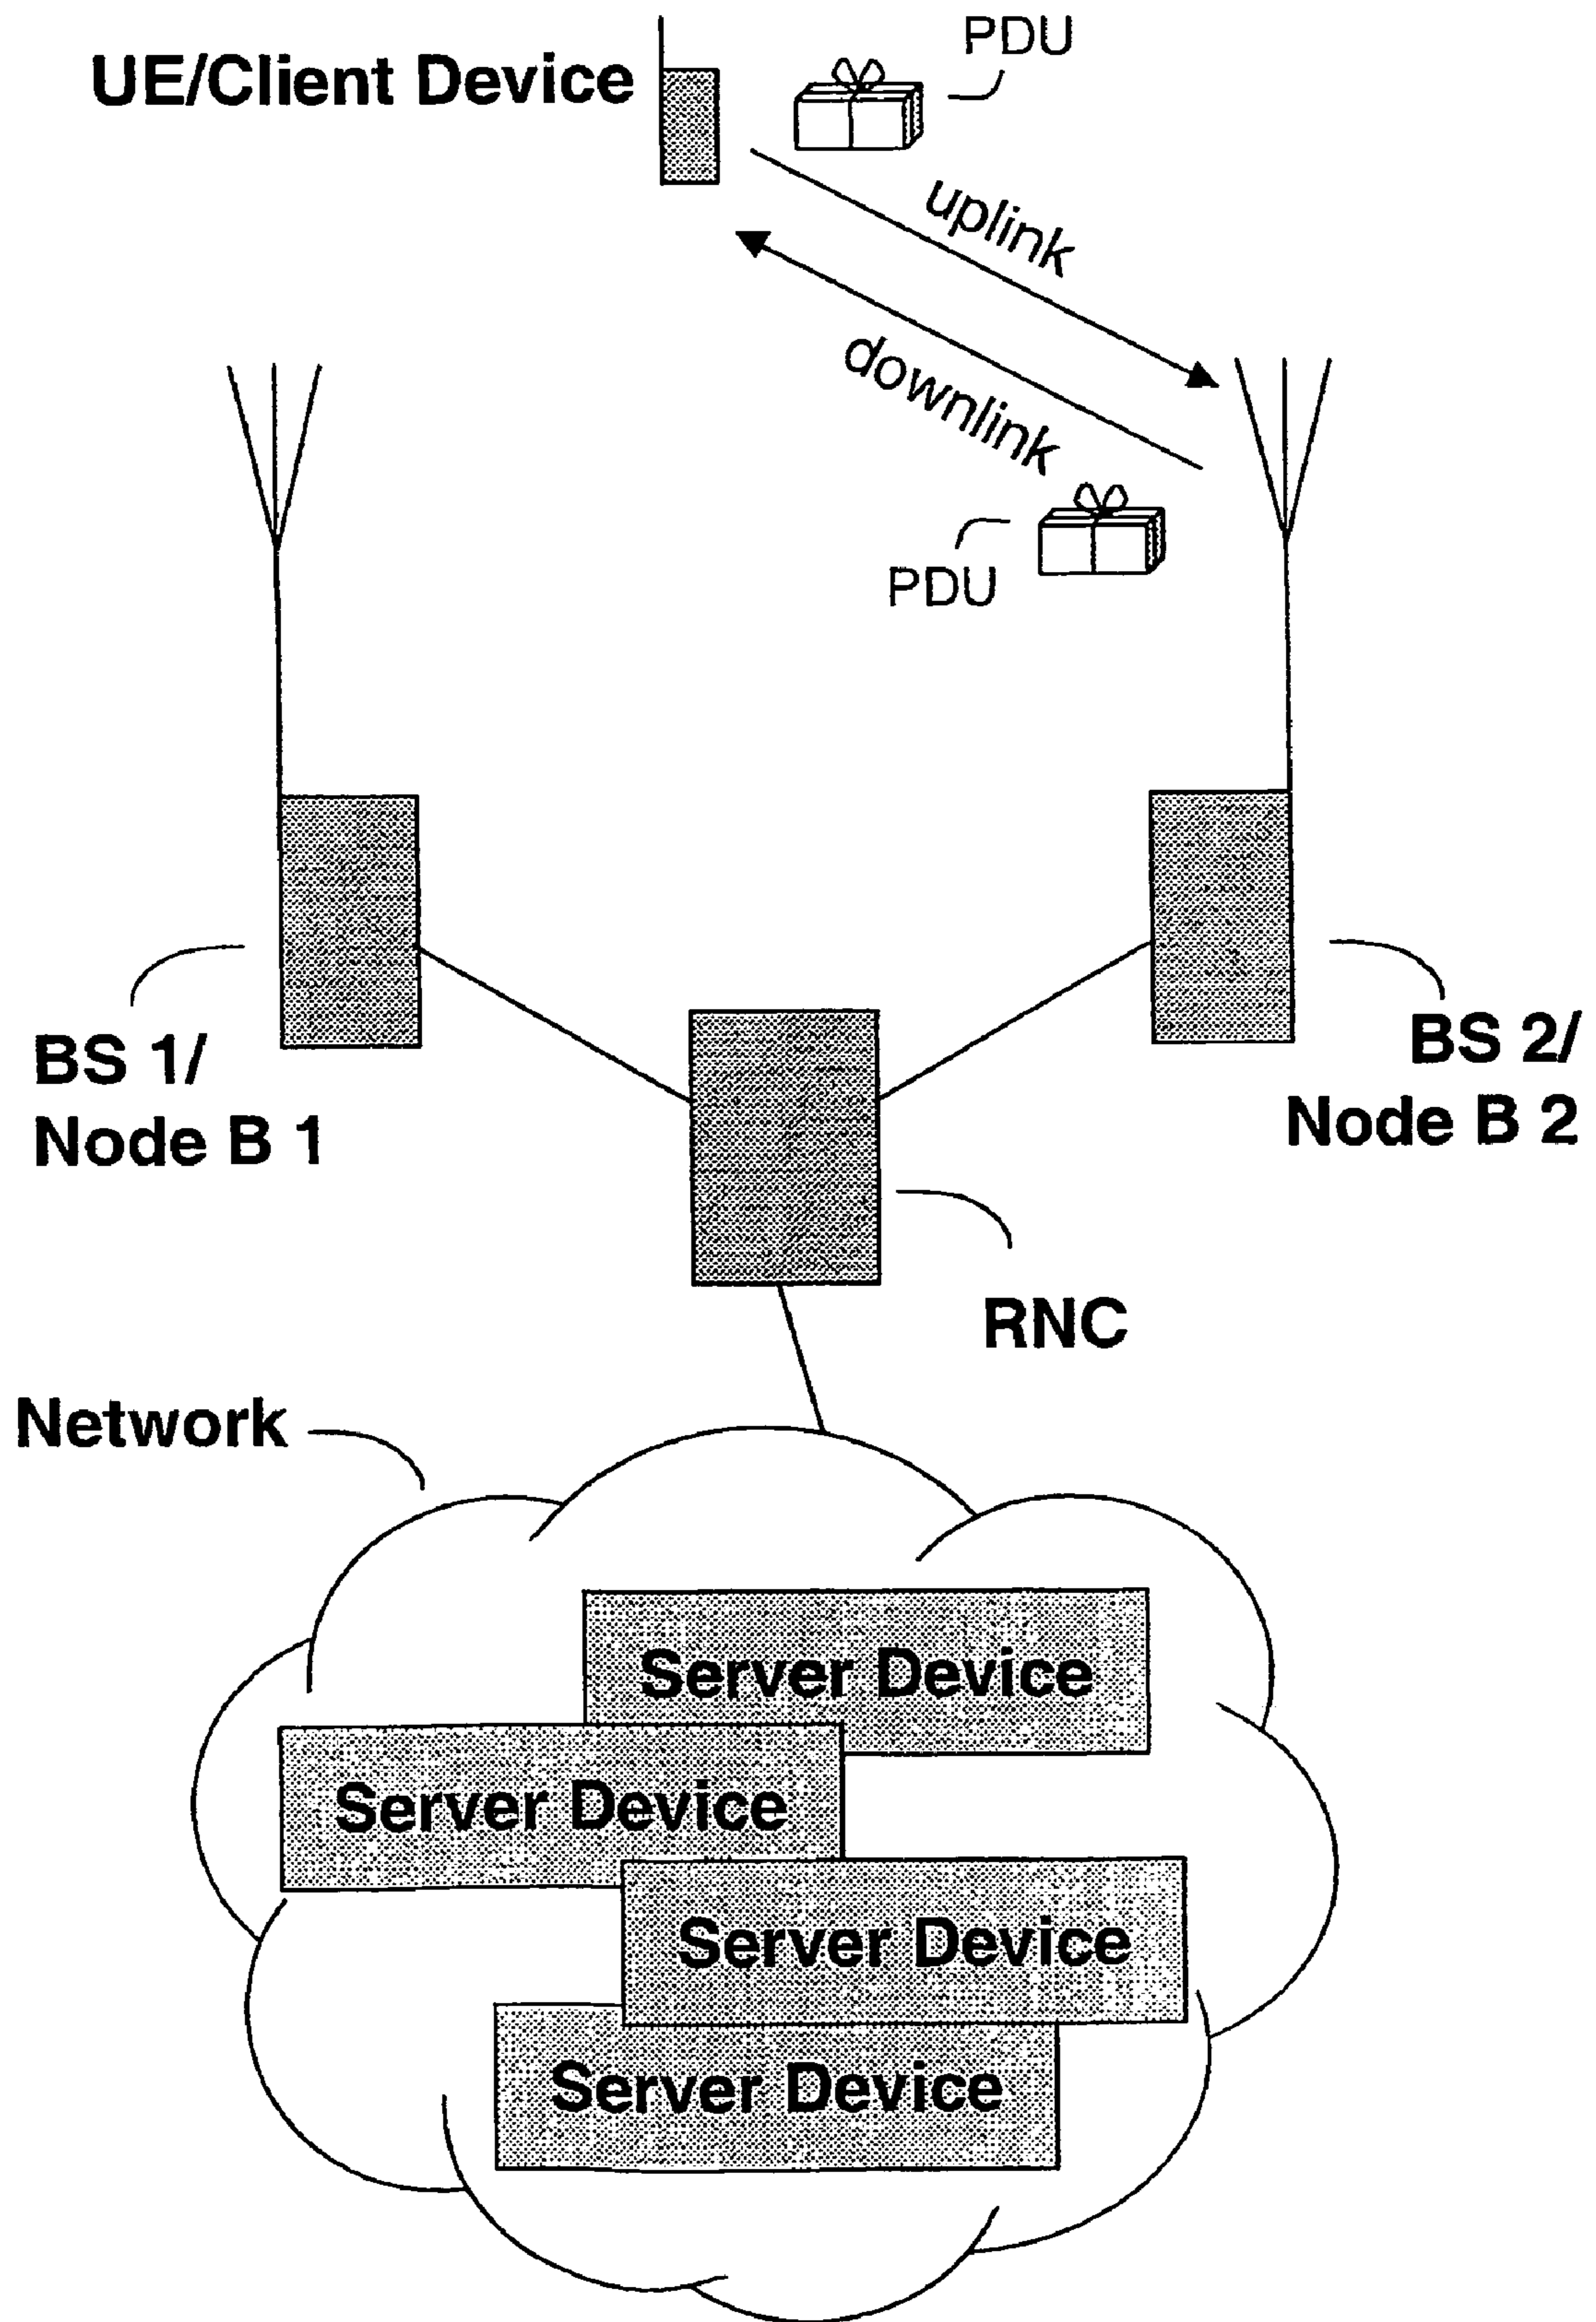 PDU
UE/Client Device
uplink
downlink
PDU
BS 1/
Node B 1
BS 2/
Node B 2
RNC
Network
Server Device
Server Device
Server Device
Server Device